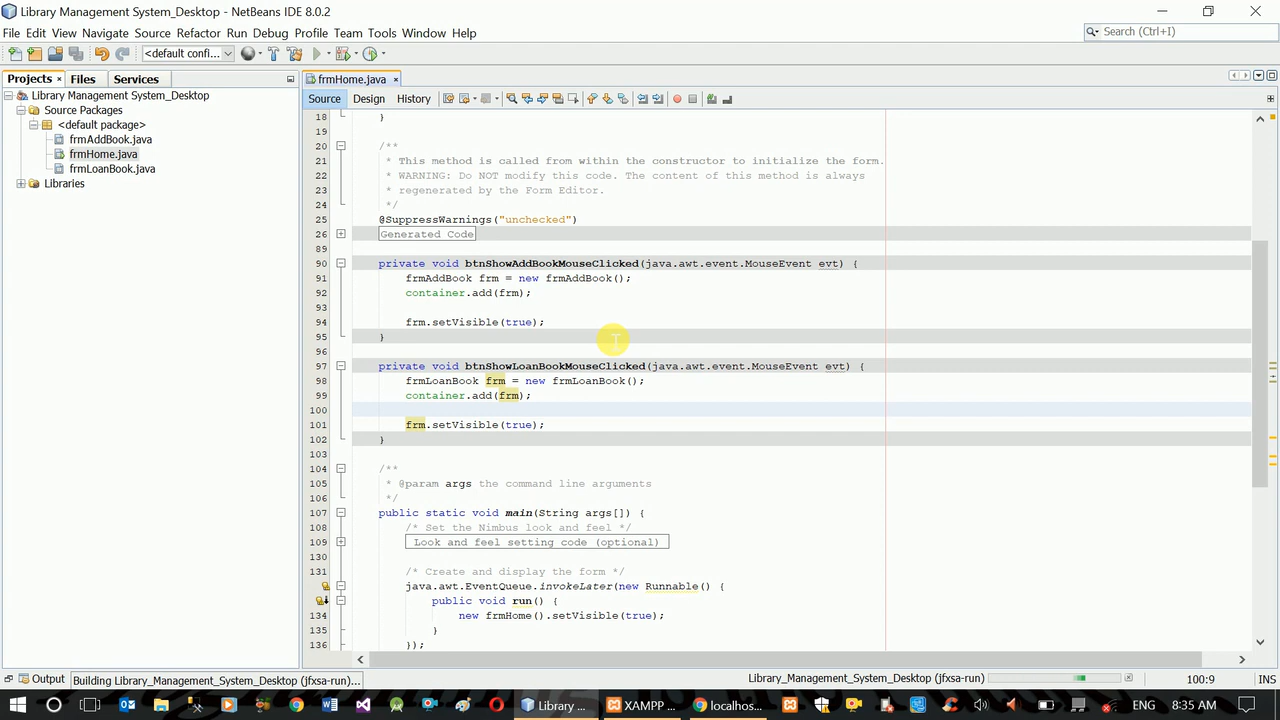 Library Management System_Desktop - NetBeans IDE 8.0.2
File Edit View Navigate Source Refactor Run Debug Profile Team Tools Window Help
Search (Ctrl+I)
<default confi...
Projects Files Services
frmHome.java
Source Design History
Library Management System_Desktop
Source Packages
<default package>
frmAddBook.java
frmHome.java
frmLoanBook.java
Libraries
18 }
19
20 /**
21 * This method is called from within the constructor to initialize the form.
22 * WARNING: Do NOT modify this code. The content of this method is always
23 * regenerated by the Form Editor.
24 */
25 @SuppressWarnings("unchecked")
26 Generated Code
89
90 private void btnShowAddBookMouseClicked(java.awt.event.MouseEvent evt) {
91 frmAddBook frm = new frmAddBook();
92 container.add(frm);
93
94 frm.setVisible(true);
95 }
96
97 private void btnShowLoanBookMouseClicked(java.awt.event.MouseEvent evt) {
98 frmLoanBook frm = new frmLoanBook();
99 container.add(frm);
100
101 frm.setVisible(true);
102 }
103
104 /**
105 * @param args the command line arguments
106 */
107 public static void main(String args[]) {
108 /* Set the Nimbus look and feel */
109 Look and feel setting code (optional)
130
131 /* Create and display the form */
java.awt.EventQueue.invokeLater(new Runnable() {
public void run() {
134 new frmHome().setVisible(true);
135 }
136 });
Output
Building Library_Management_System_Desktop (jfxsa-run)...
Library_Management_System_Desktop (jfxsa-run)
100:9
INS
Library ...
XAMPP ...
localhos...
ENG
8:35 AM